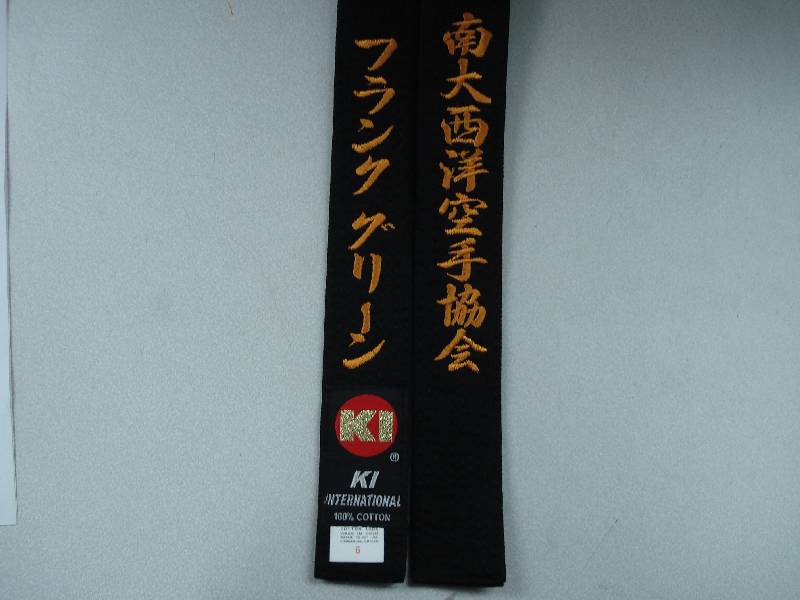 南大西洋空手協会
フランク グリーン
KI
®
KI
INTERNATIONAL
100% COTTON
6